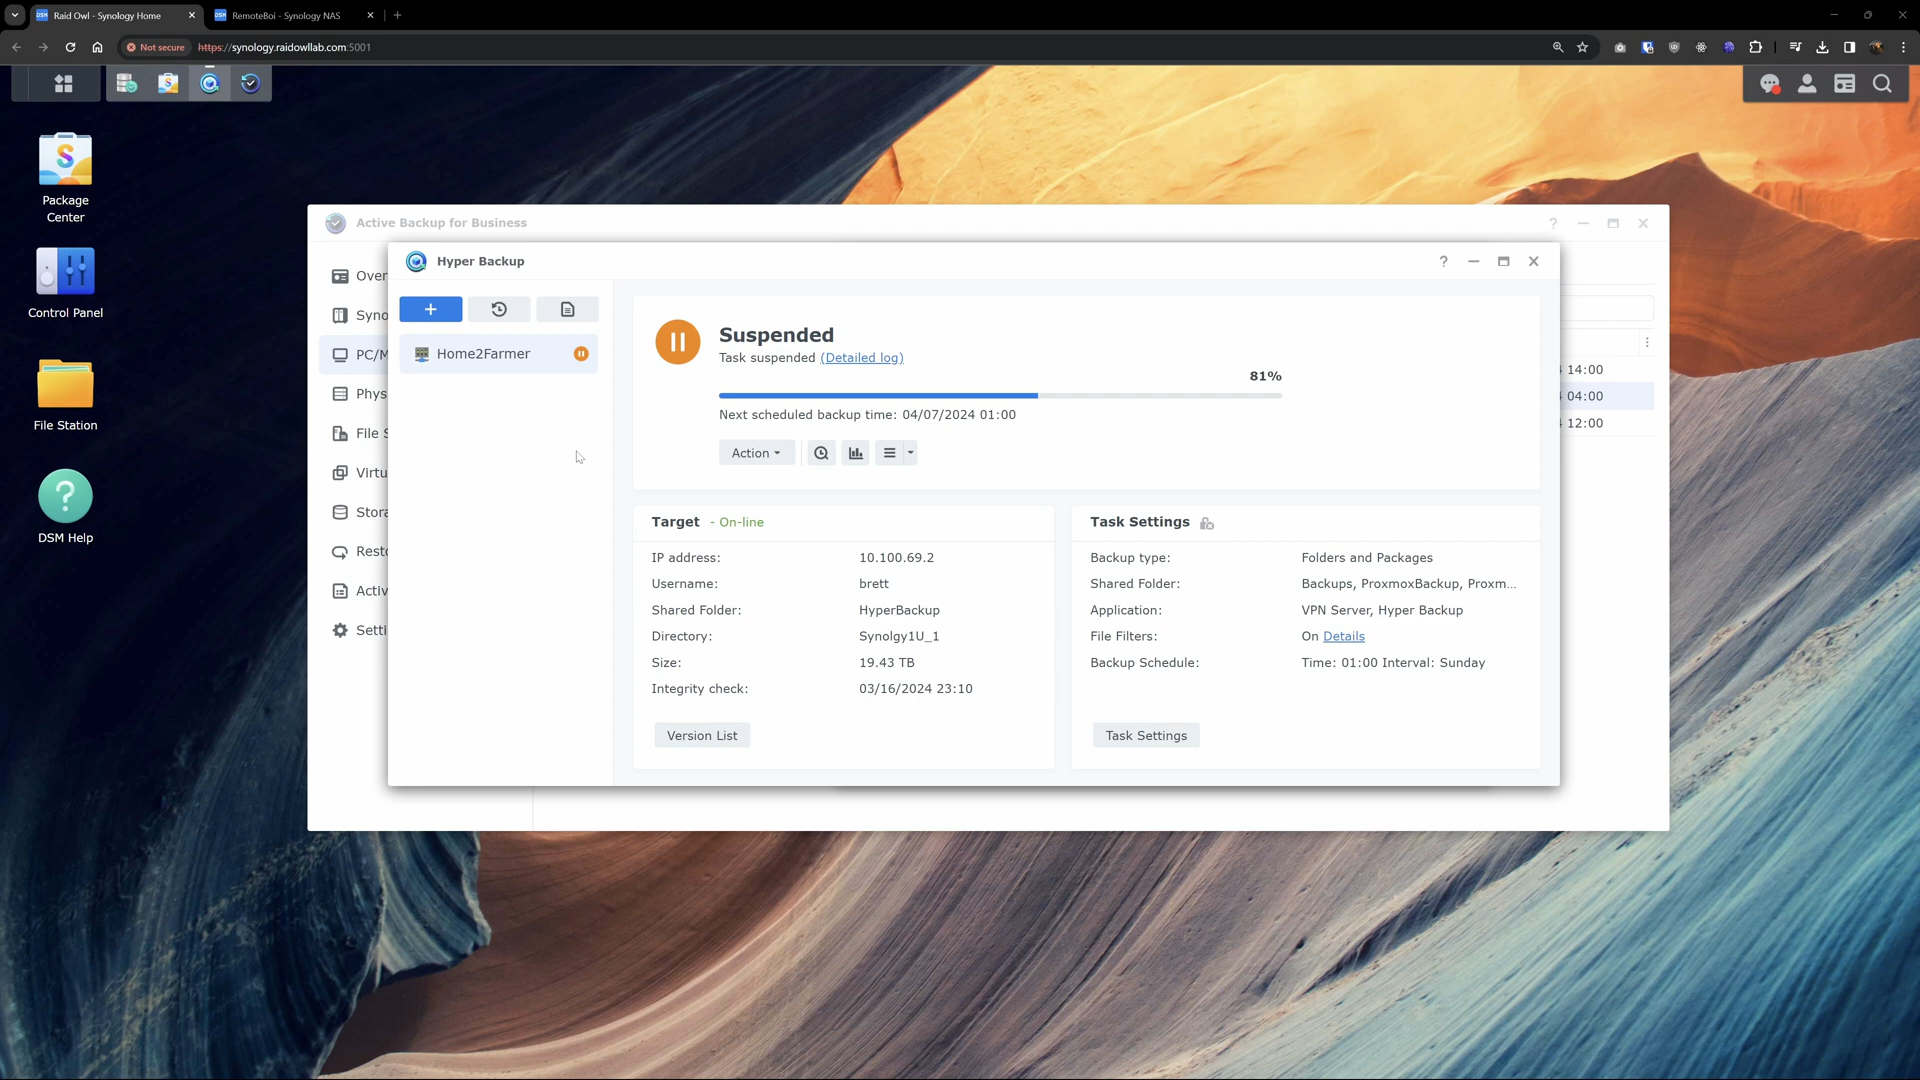 Raid Owl - Synology Home
RemoteBoi - Synology NAS
Not secure
https://synology.raidowllab.com:5001
Package
Center
Control Panel
File Station
DSM Help
Active Backup for Business
Over
Syno
PC/M
Phys
File S
Virtu
Stora
Resto
Activ
Setti
14:00
04:00
12:00
Hyper Backup
Home2Farmer
Suspended
Task suspended (Detailed log)
81%
Next scheduled backup time: 04/07/2024 01:00
Action
Target - On-line
IP address: 10.100.69.2
Username: brett
Shared Folder: HyperBackup
Directory: Synolgy1U_1
Size: 19.43 TB
Integrity check: 03/16/2024 23:10
Version List
Task Settings
Backup type: Folders and Packages
Shared Folder: Backups, ProxmoxBackup, Proxm...
Application: VPN Server, Hyper Backup
File Filters: On Details
Backup Schedule: Time: 01:00 Interval: Sunday
Task Settings